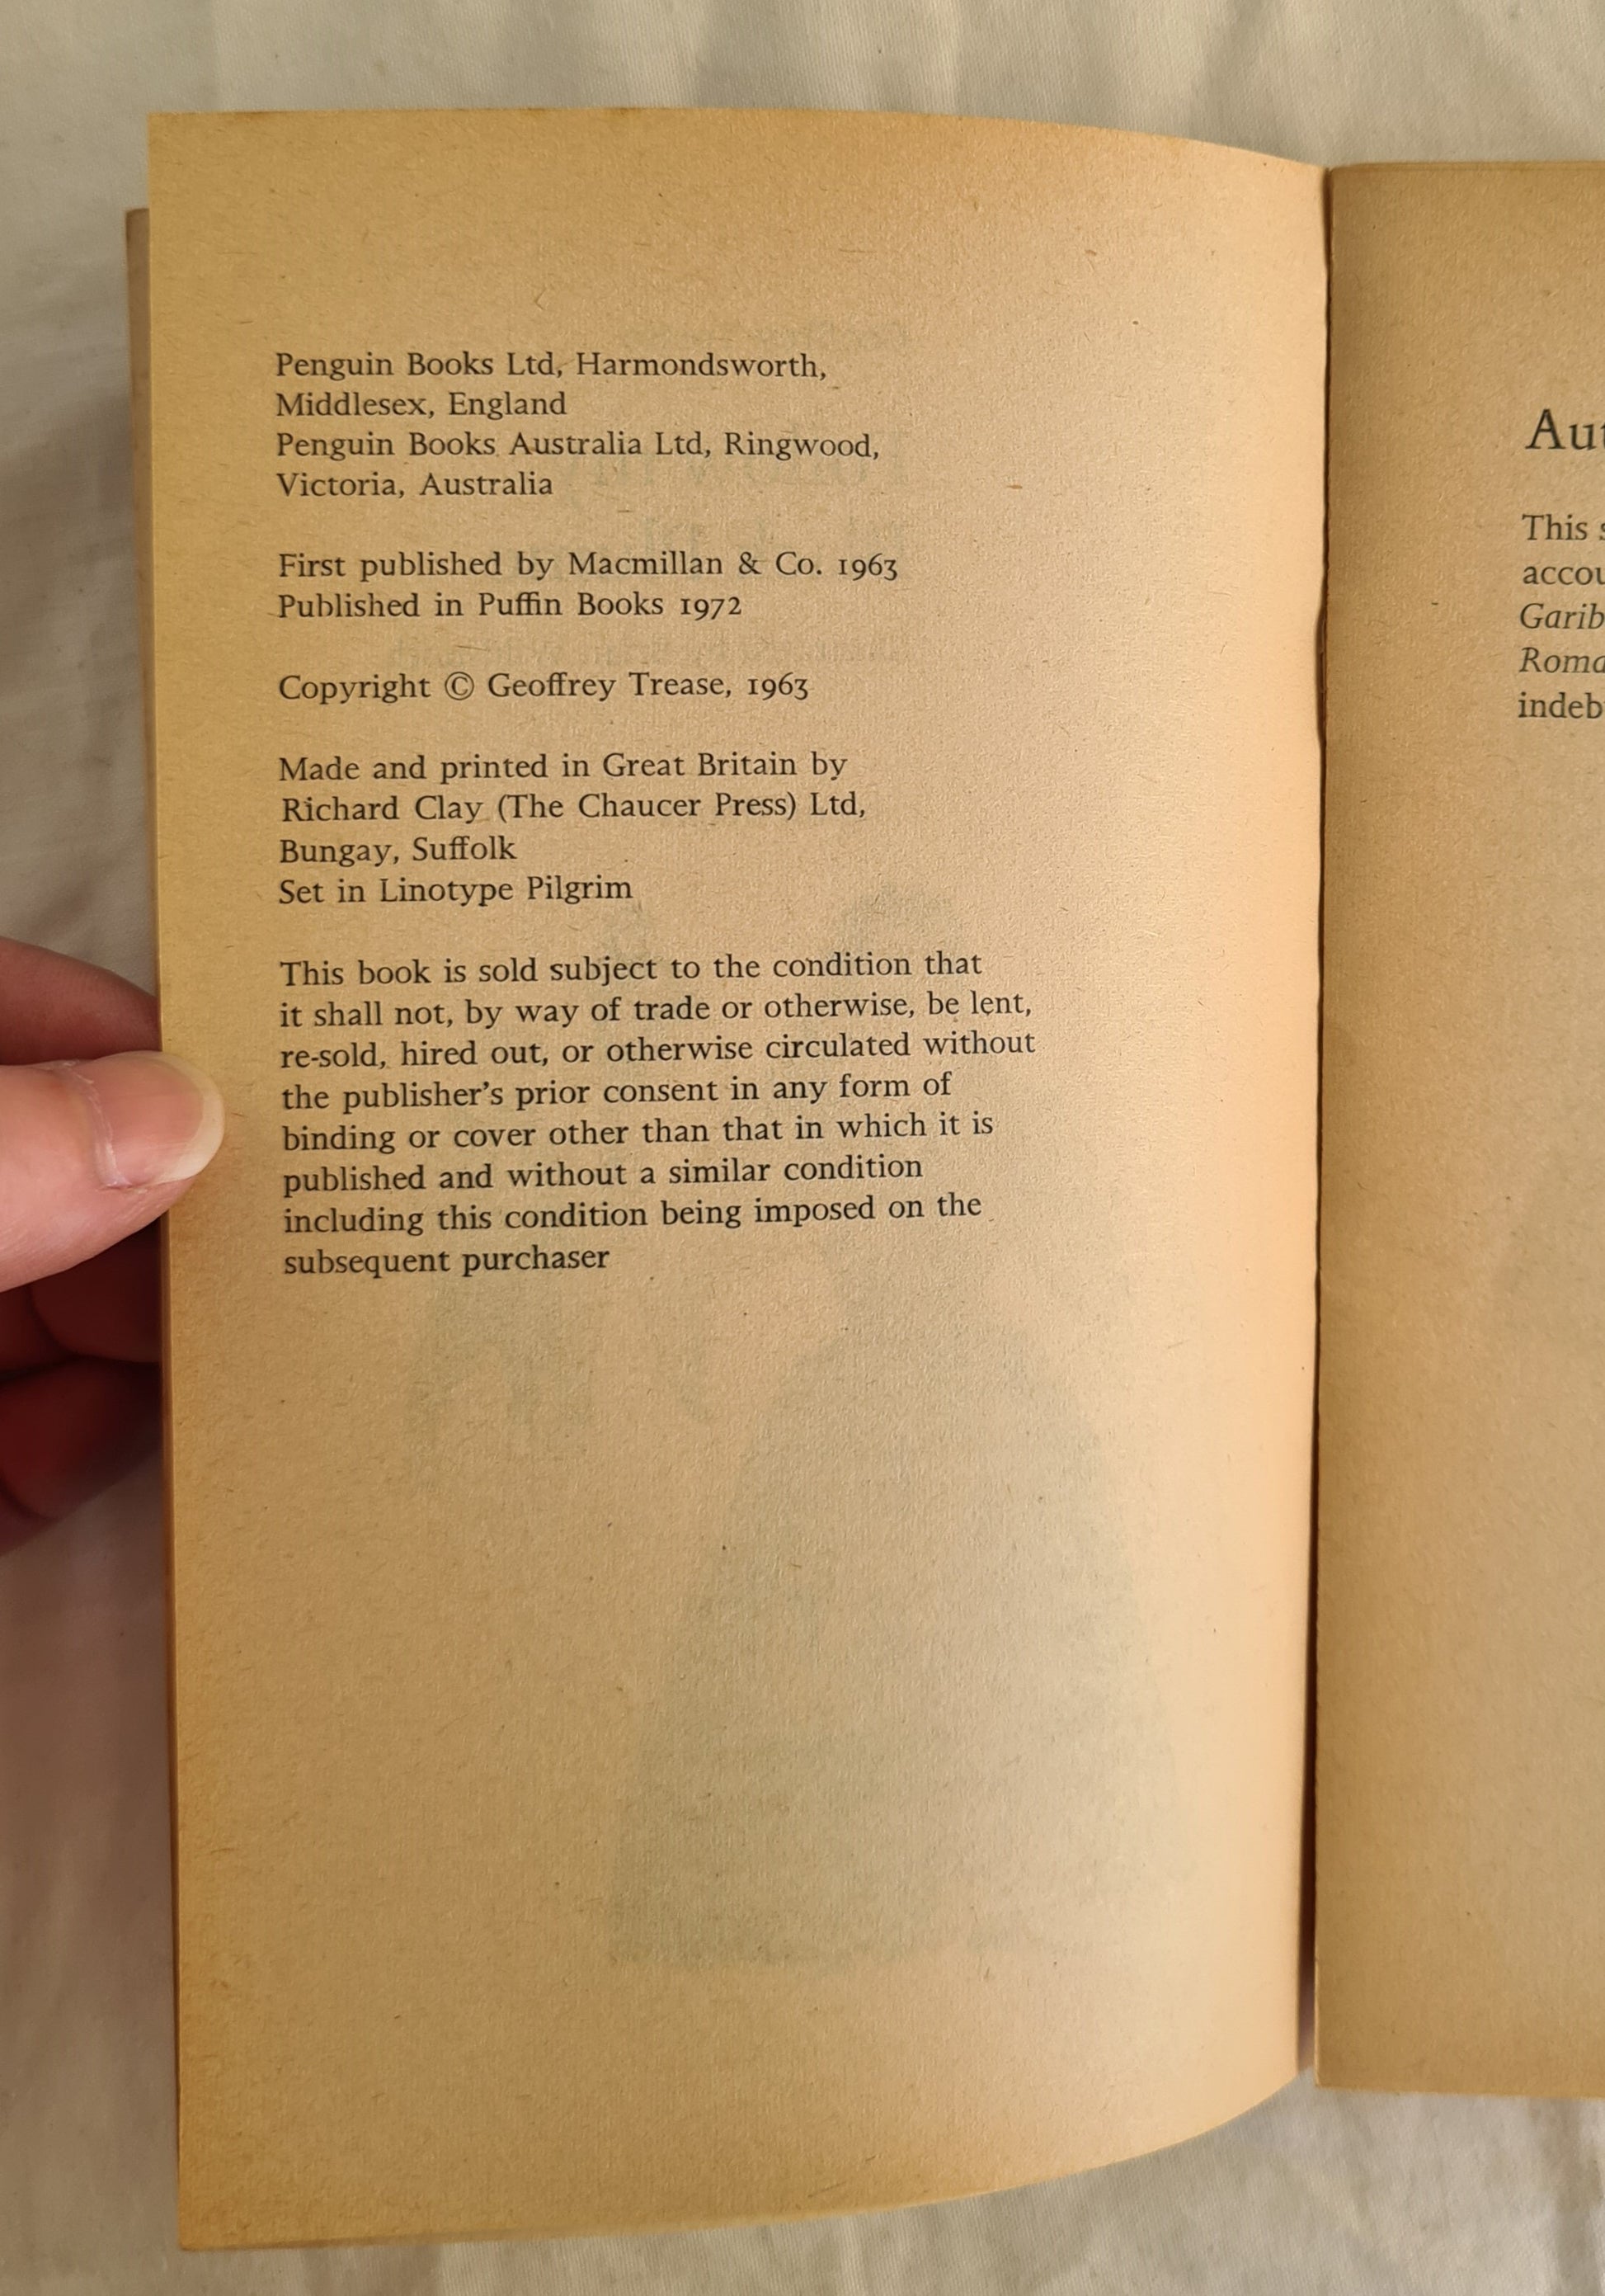 Penguin Books Ltd, Harmondsworth,
Middlesex, England
Penguin Books Australia Ltd, Ringwood,
Victoria, Australia
First published by Macmillan & Co. 1963
Published in Puffin Books 1972
Copyright © Geoffrey Trease, 1963
Made and printed in Great Britain by
Richard Clay (The Chaucer Press) Ltd,
Bungay, Suffolk
Set in Linotype Pilgrim
This book is sold subject to the condition that
it shall not, by way of trade or otherwise, be lent,
re-sold, hired out, or otherwise circulated without
the publisher's prior consent in any form of
binding or cover other than that in which it is
published and without a similar condition
including this condition being imposed on the
subsequent purchaser
This